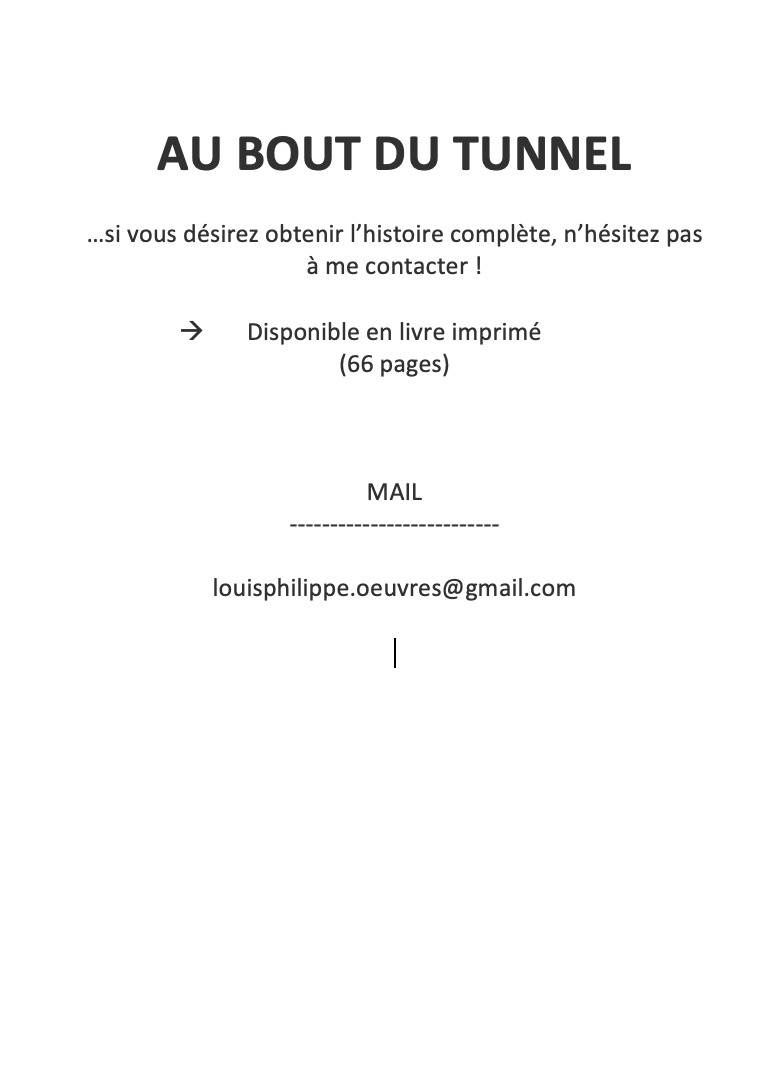 AU BOUT DU TUNNEL
…si vous désirez obtenir l’histoire complète, n’hésitez pas
à me contacter !
→ Disponible en livre imprimé
(66 pages)
MAIL
--------------------------
louisphilippe.oeuvres@gmail.com